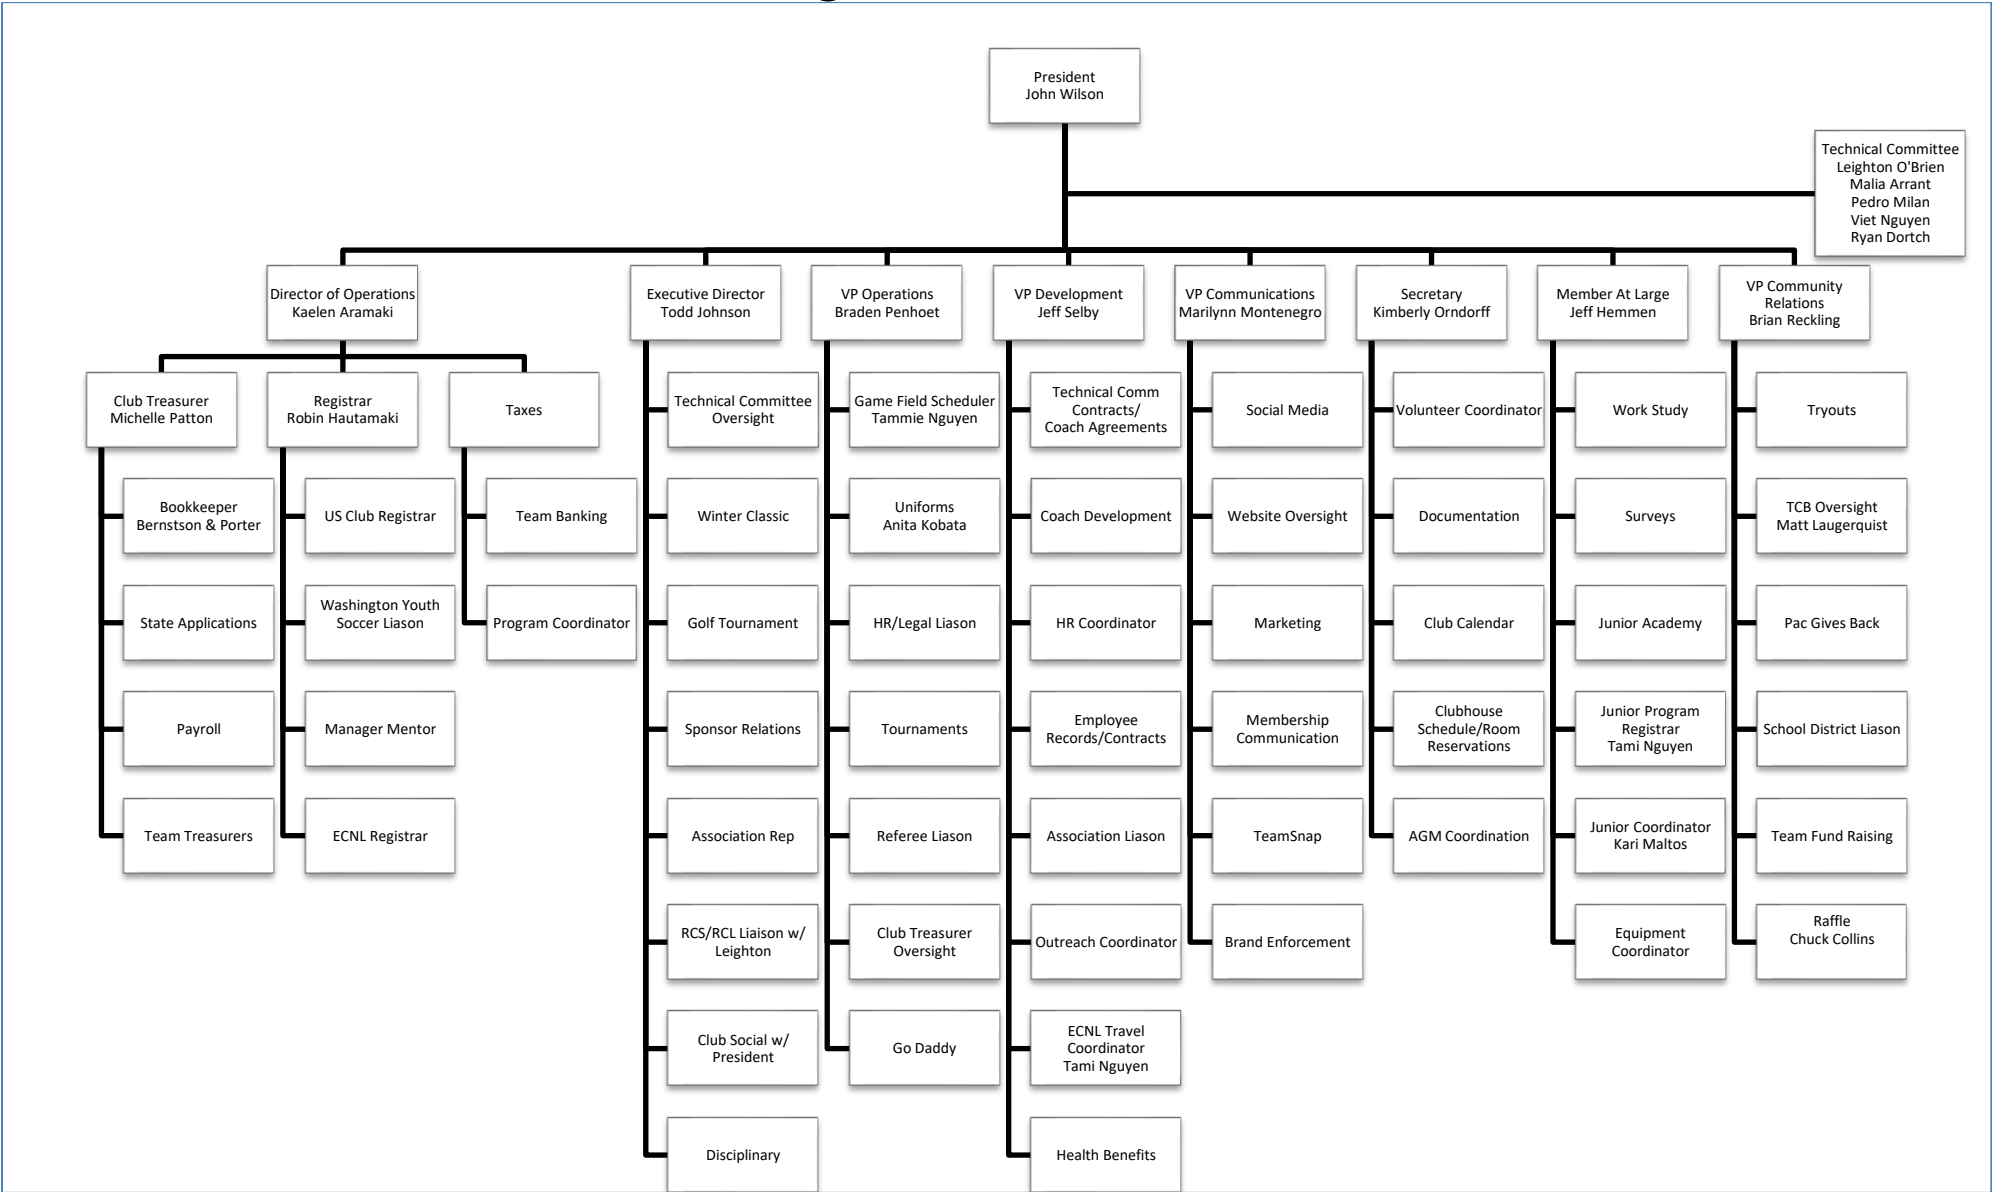 President
John Wilson
Technical Committee
Leighton O'Brien
Malia Arrant
Pedro Milan
Viet Nguyen
Ryan Dortch
Director of Operations
Kaelen Aramaki
Club Treasurer
Michelle Patton
Bookkeeper
Bernstson & Porter
State Applications
Payroll
Team Treasurers
Registrar
Robin Hautamaki
US Club Registrar
Washington Youth
Soccer Liason
Manager Mentor
ECNL Registrar
Taxes
Team Banking
Program Coordinator
Executive Director
Todd Johnson
Technical Committee
Oversight
Winter Classic
Golf Tournament
Sponsor Relations
Association Rep
RCS/RCL Liaison w/
Leighton
Club Social w/
President
Disciplinary
VP Operations
Braden Penhoet
Game Field Scheduler
Tammie Nguyen
Uniforms
Anita Kobata
HR/Legal Liason
Tournaments
Referee Liason
Club Treasurer
Oversight
Go Daddy
VP Development
Jeff Selby
Technical Comm
Contracts/
Coach Agreements
Coach Development
HR Coordinator
Employee
Records/Contracts
Association Liason
Outreach Coordinator
ECNL Travel
Coordinator
Tami Nguyen
Health Benefits
VP Communications
Marilynn Montenegro
Social Media
Website Oversight
Marketing
Membership
Communication
TeamSnap
Brand Enforcement
Secretary
Kimberly Orndorff
Volunteer Coordinator
Documentation
Club Calendar
Clubhouse
Schedule/Room
Reservations
AGM Coordination
Member At Large
Jeff Hemmen
Work Study
Surveys
Junior Academy
Junior Program
Registrar
Tami Nguyen
Junior Coordinator
Kari Maltos
Equipment
Coordinator
VP Community
Relations
Brian Reckling
Tryouts
TCB Oversight
Matt Laugerquist
Pac Gives Back
School District Liason
Team Fund Raising
Raffle
Chuck Collins